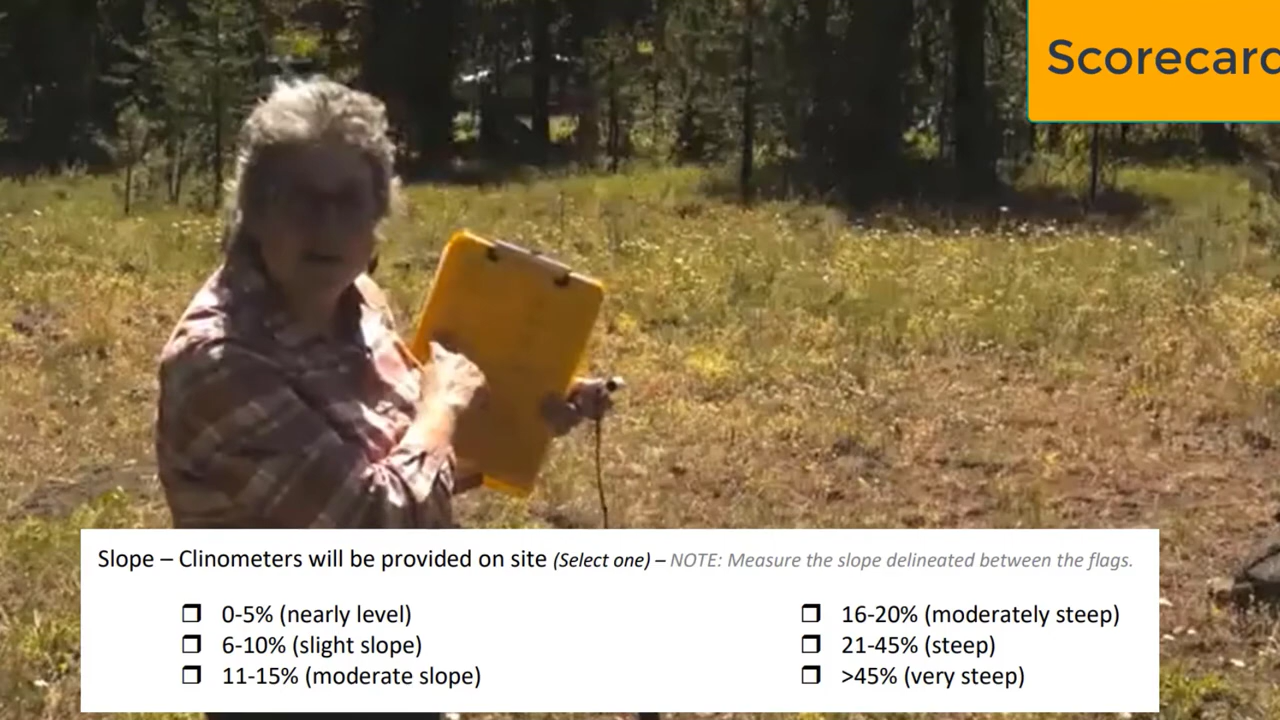 Scorecard
Slope – Clinometers will be provided on site (Select one) – NOTE: Measure the slope delineated between the flags.
❒ 0-5% (nearly level)
❒ 6-10% (slight slope)
❒ 11-15% (moderate slope)
❒ 16-20% (moderately steep)
❒ 21-45% (steep)
❒ >45% (very steep)